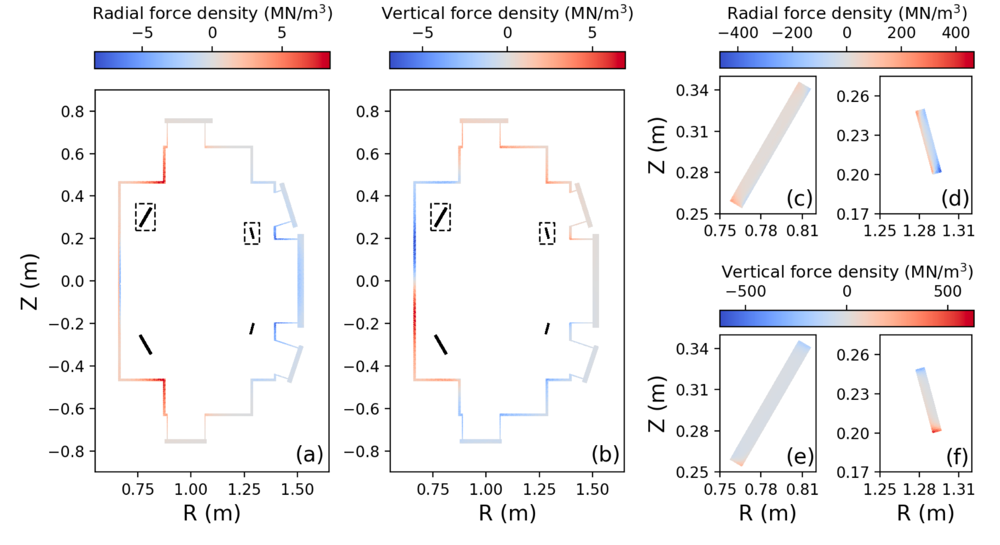 Radial force density (MN/m³)
−5 0 5
Vertical force density (MN/m³)
−5 0 5
Radial force density (MN/m³)
−400 −200 0 200 400
Z (m)
0.8
0.6
0.4
0.2
0.0
−0.2
−0.4
−0.6
−0.8
(a)
0.75 1.00 1.25 1.50
R (m)
0.8
0.6
0.4
0.2
0.0
−0.2
−0.4
−0.6
−0.8
(b)
0.75 1.00 1.25 1.50
R (m)
Z (m)
0.34
0.31
0.28
0.25
(c)
0.75 0.78 0.81
0.26
0.23
0.20
0.17
(d)
1.25 1.28 1.31
Vertical force density (MN/m³)
−500 0 500
Z (m)
0.34
0.31
0.28
0.25
(e)
0.75 0.78 0.81
R (m)
0.26
0.23
0.20
0.17
(f)
1.25 1.28 1.31
R (m)